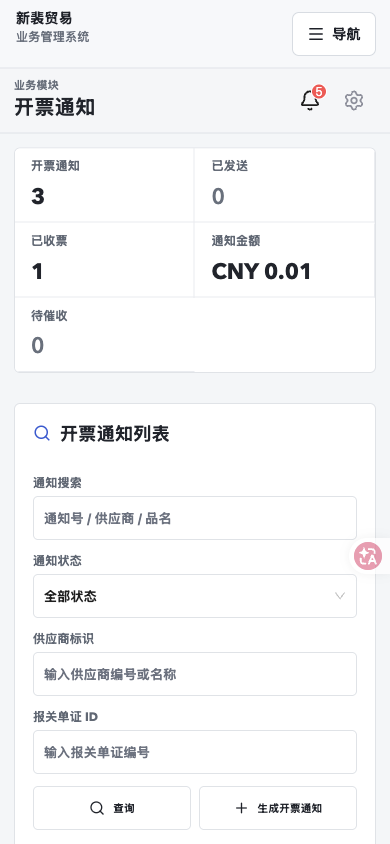 新裴贸易
业务管理系统
导航
业务模块
开票通知
5
开票通知
已发送
3
0
已收票
通知金额
1
CNY 0.01
待催收
0
开票通知列表
通知搜索
通知号 / 供应商 / 品名
通知状态
全部状态
供应商标识
输入供应商编号或名称
报关单证 ID
输入报关单证编号
查询
生成开票通知